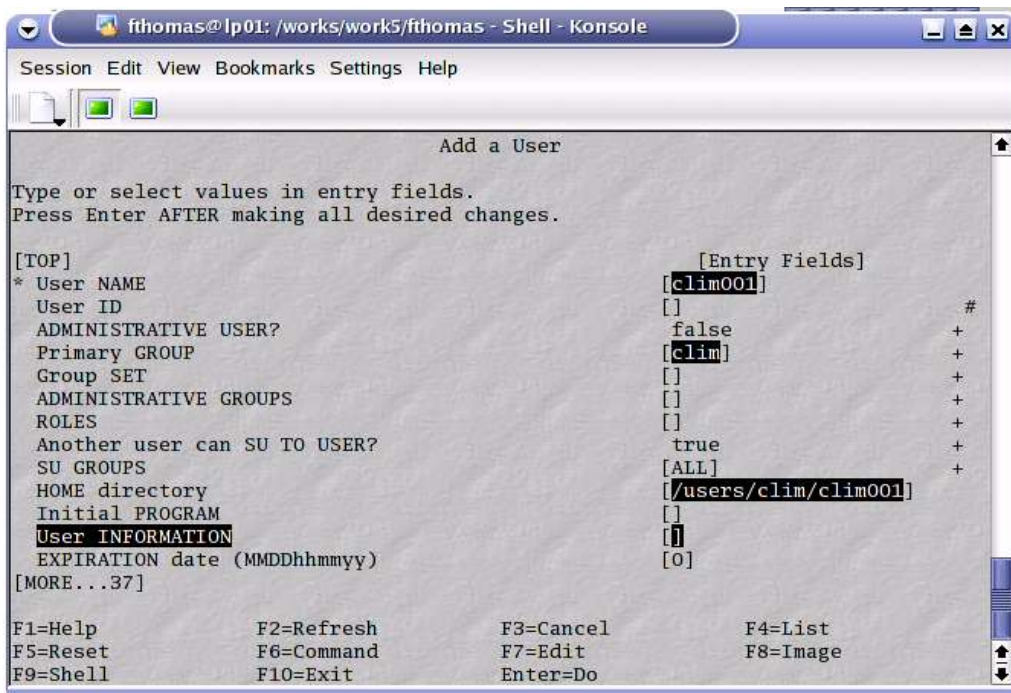 fthomas@lp01: /works/work5/fthomas - Shell - Konsole
Session Edit View Bookmarks Settings Help
Add a User
Type or select values in entry fields.
Press Enter AFTER making all desired changes.
[TOP] [Entry Fields]
* User NAME [clim001]
User ID [] #
ADMINISTRATIVE USER? false +
Primary GROUP [clim] +
Group SET [] +
ADMINISTRATIVE GROUPS [] +
ROLES [] +
Another user can SU TO USER? true +
SU GROUPS [ALL] +
HOME directory [/users/clim/clim001]
Initial PROGRAM []
User INFORMATION []
EXPIRATION date (MMDDhhmmyy) [0]
[MORE...37]
F1=Help F2=Refresh F3=Cancel F4=List
F5=Reset F6=Command F7=Edit F8=Image
F9=Shell F10=Exit Enter=Do